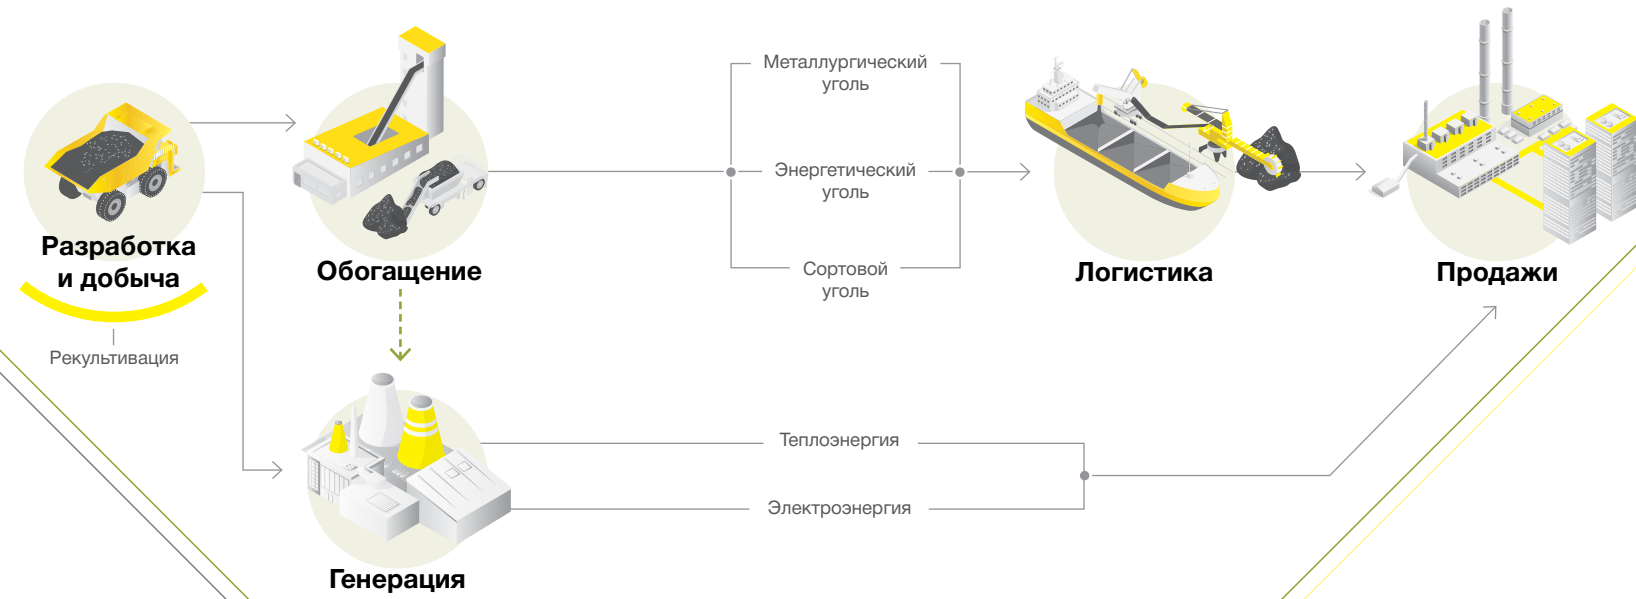 Разработка
и добыча
Рекультивация
Обогащение
Генерация
Металлургический
уголь
Энергетический
уголь
Сортовой
уголь
Теплоэнергия
Электроэнергия
Логистика
Продажи